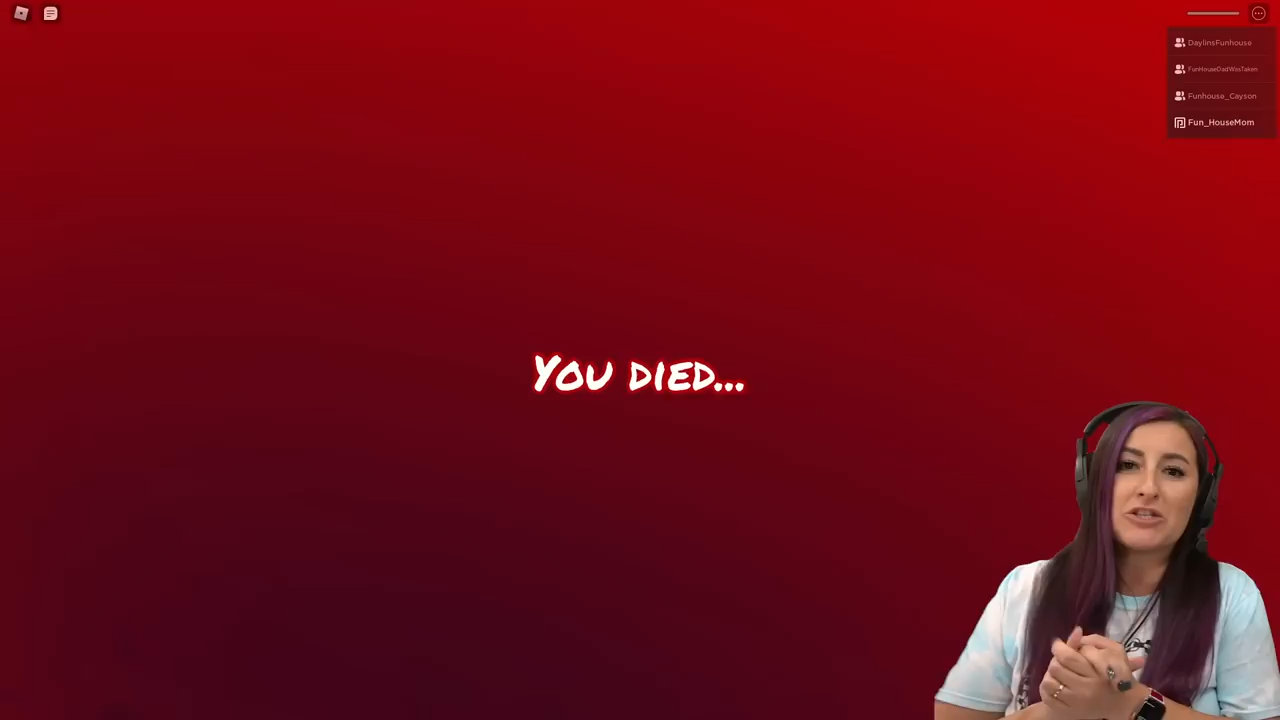 DaylinsFunhouse
FunHouseDadWasTaken
Funhouse_Cayson
Fun_HouseMom
You died...